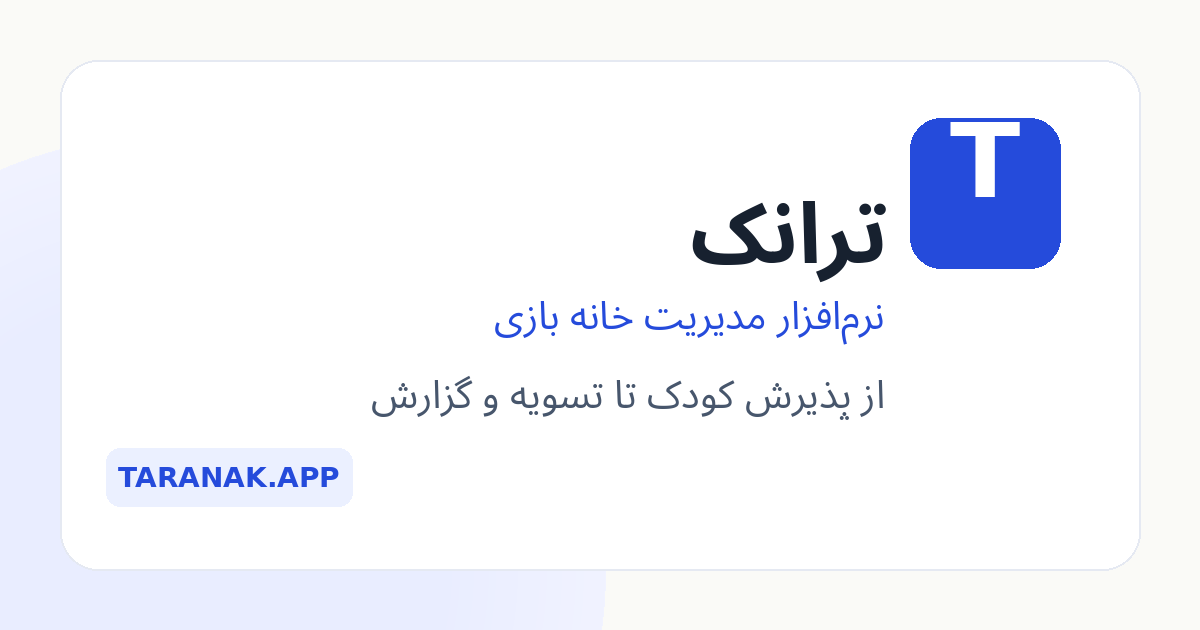 T
ترانک
نرم‌افزار مدیریت خانه بازی
از پذیرش کودک تا تسویه و گزارش
TARANAK.APP